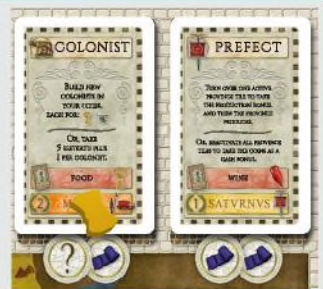 COLONIST
BUILD NEW
COLONISTS IN
YOUR CITIES.
EACH FOR:
OR, TAKE
5 SESTERTII PLUS
1 PER COLONIST.
FOOD
2
?
PREFECT
TURN OVER ONE ACTIVE
PROVINCE TILE TO TAKE
THE PRODUCTION BONUS,
AND THEN THE PROVINCE
PRODUCES.
OR, REACTIVATE ALL PROVINCE
TILES TO TAKE THE COINS AS A
CASH BONUS.
WINE
1 SATVRNVS